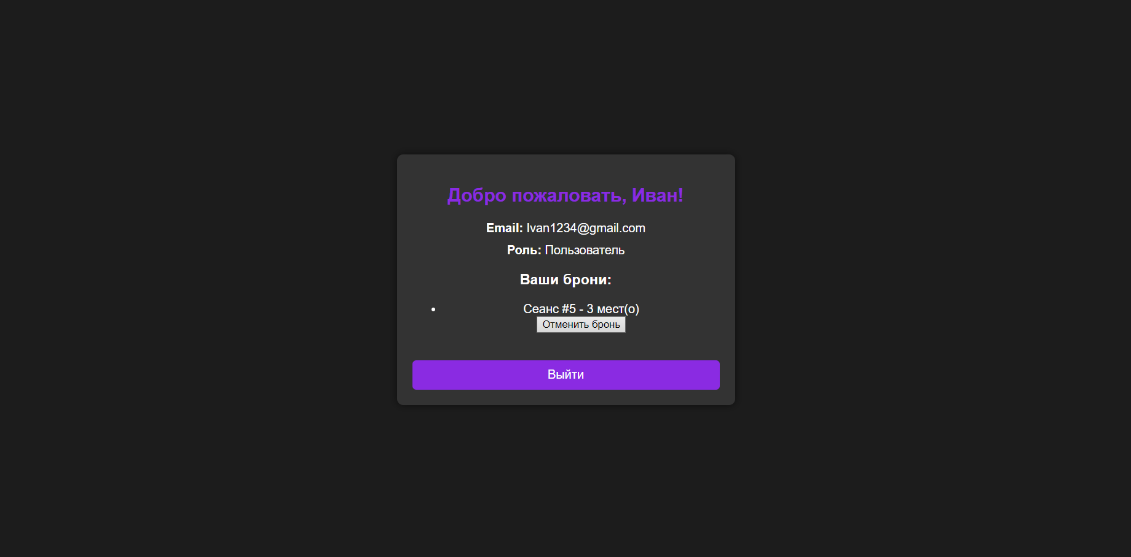 Добро пожаловать, Иван!
Email: Ivan1234@gmail.com
Роль: Пользователь
Ваши брони:
• Сеанс #5 - 3 мест(о)
Отменить бронь
Выйти